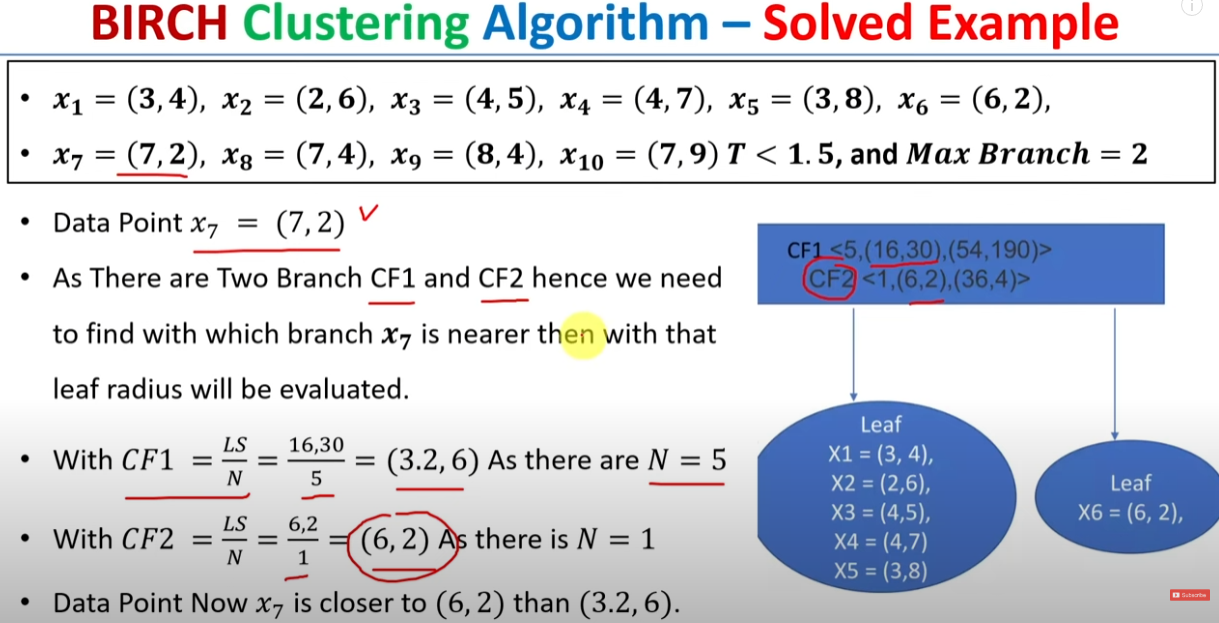 BIRCH Clustering Algorithm – Solved Example
• x₁ = (3, 4), x₂ = (2, 6), x₃ = (4, 5), x₄ = (4, 7), x₅ = (3, 8), x₆ = (6, 2),
• x₇ = (7, 2), x₈ = (7, 4), x₉ = (8, 4), x₁₀ = (7, 9) T < 1.5, and Max Branch = 2
• Data Point x₇ = (7, 2) ✓
• As There are Two Branch CF1 and CF2 hence we need
to find with which branch x₇ is nearer then with that
leaf radius will be evaluated.
• With CF1 = LS/N = 16,30/5 = (3.2, 6) As there are N = 5
• With CF2 = LS/N = 6,2/1 = (6, 2) As there is N = 1
• Data Point Now x₇ is closer to (6, 2) than (3.2, 6).
CF1 <5,(16,30),(54,190)>
CF2 <1,(6,2),(36,4)>
Leaf
X1 = (3, 4),
X2 = (2,6),
X3 = (4,5),
X4 = (4,7)
X5 = (3,8)
Leaf
X6 = (6, 2),
Subscribe
i